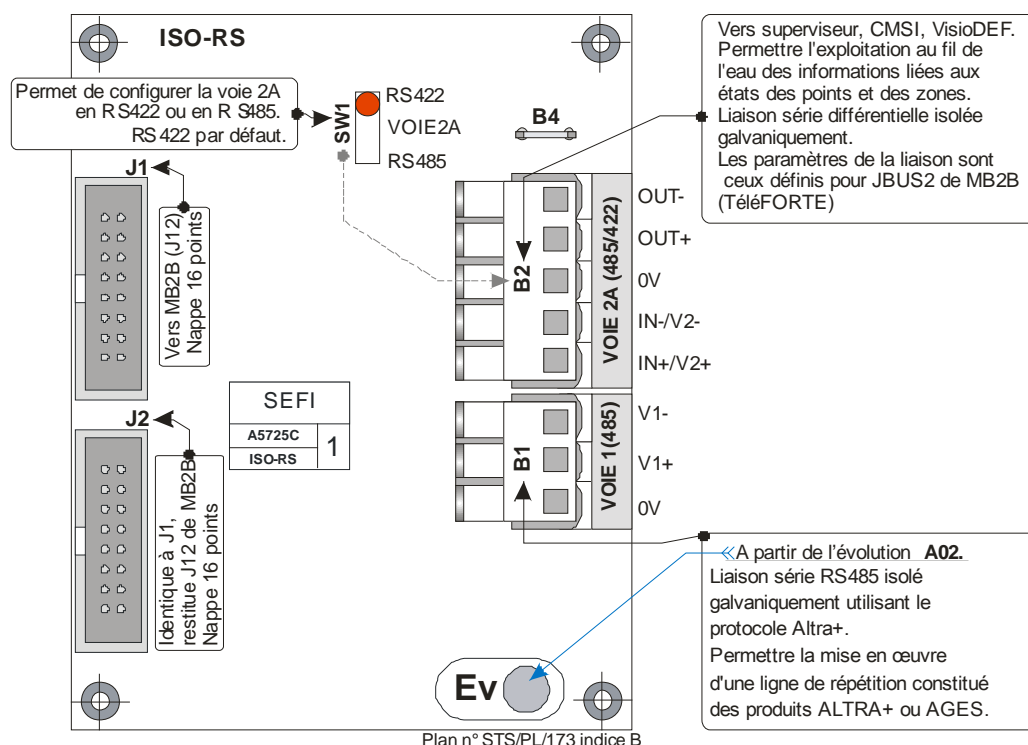 ISO-RS
Permet de configurer la voie 2A
en RS422 ou en R S485.
RS 422 par défaut.
SW1
RS422
VOIE2A
RS485
B4
Vers superviseur, CMSI, VisioDEF.
Permettre l'exploitation au fil de
l'eau des informations liées aux
états des points et des zones.
Liaison série différentielle isolée
galvaniquement.
Les paramètres de la liaison sont
ceux définis pour JBUS2 de MB2B
(TéléFORTE)
J1
Vers MB2B (J12)
Nappe 16 points
B2
VOIE 2A (485/422)
OUT-
OUT+
0V
IN-/V2-
IN+/V2+
J2
Identique à J1,
restitue J12 de MB2B
Nappe 16 points
SEFI
A5725C
ISO-RS
1
B1
VOIE 1(485)
V1-
V1+
0V
A partir de l'évolution A02.
Liaison série RS485 isolé
galvaniquement utilisant le
protocole Altra+.
Permettre la mise en œuvre
d'une ligne de répétition constitué
des produits ALTRA+ ou AGES.
Ev
Plan n° STS/PL/173 indice B